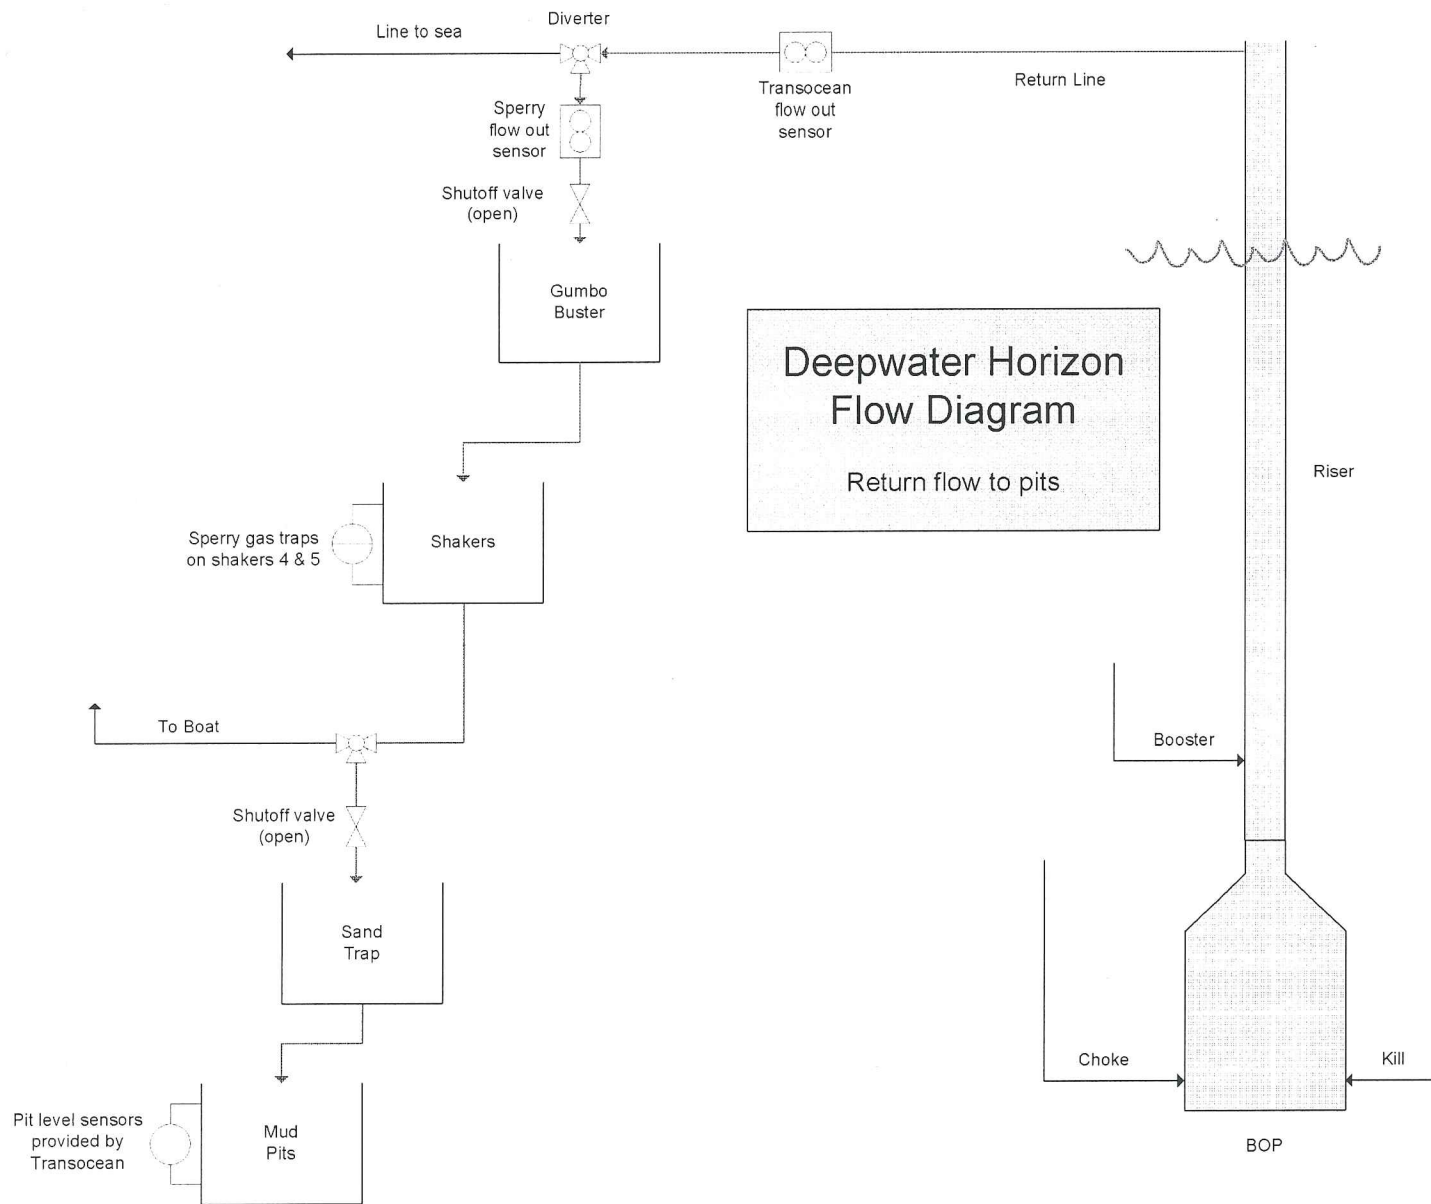 Diverter
Line to sea
Return Line
Transocean
flow out
sensor
Sperry
flow out
sensor
Shutoff valve
(open)
Gumbo
Buster
Deepwater Horizon
Flow Diagram
Return flow to pits
Riser
Sperry gas traps
on shakers 4 & 5
Shakers
To Boat
Booster
Shutoff valve
(open)
Sand
Trap
Choke
Kill
Pit level sensors
provided by
Transocean
Mud
Pits
BOP